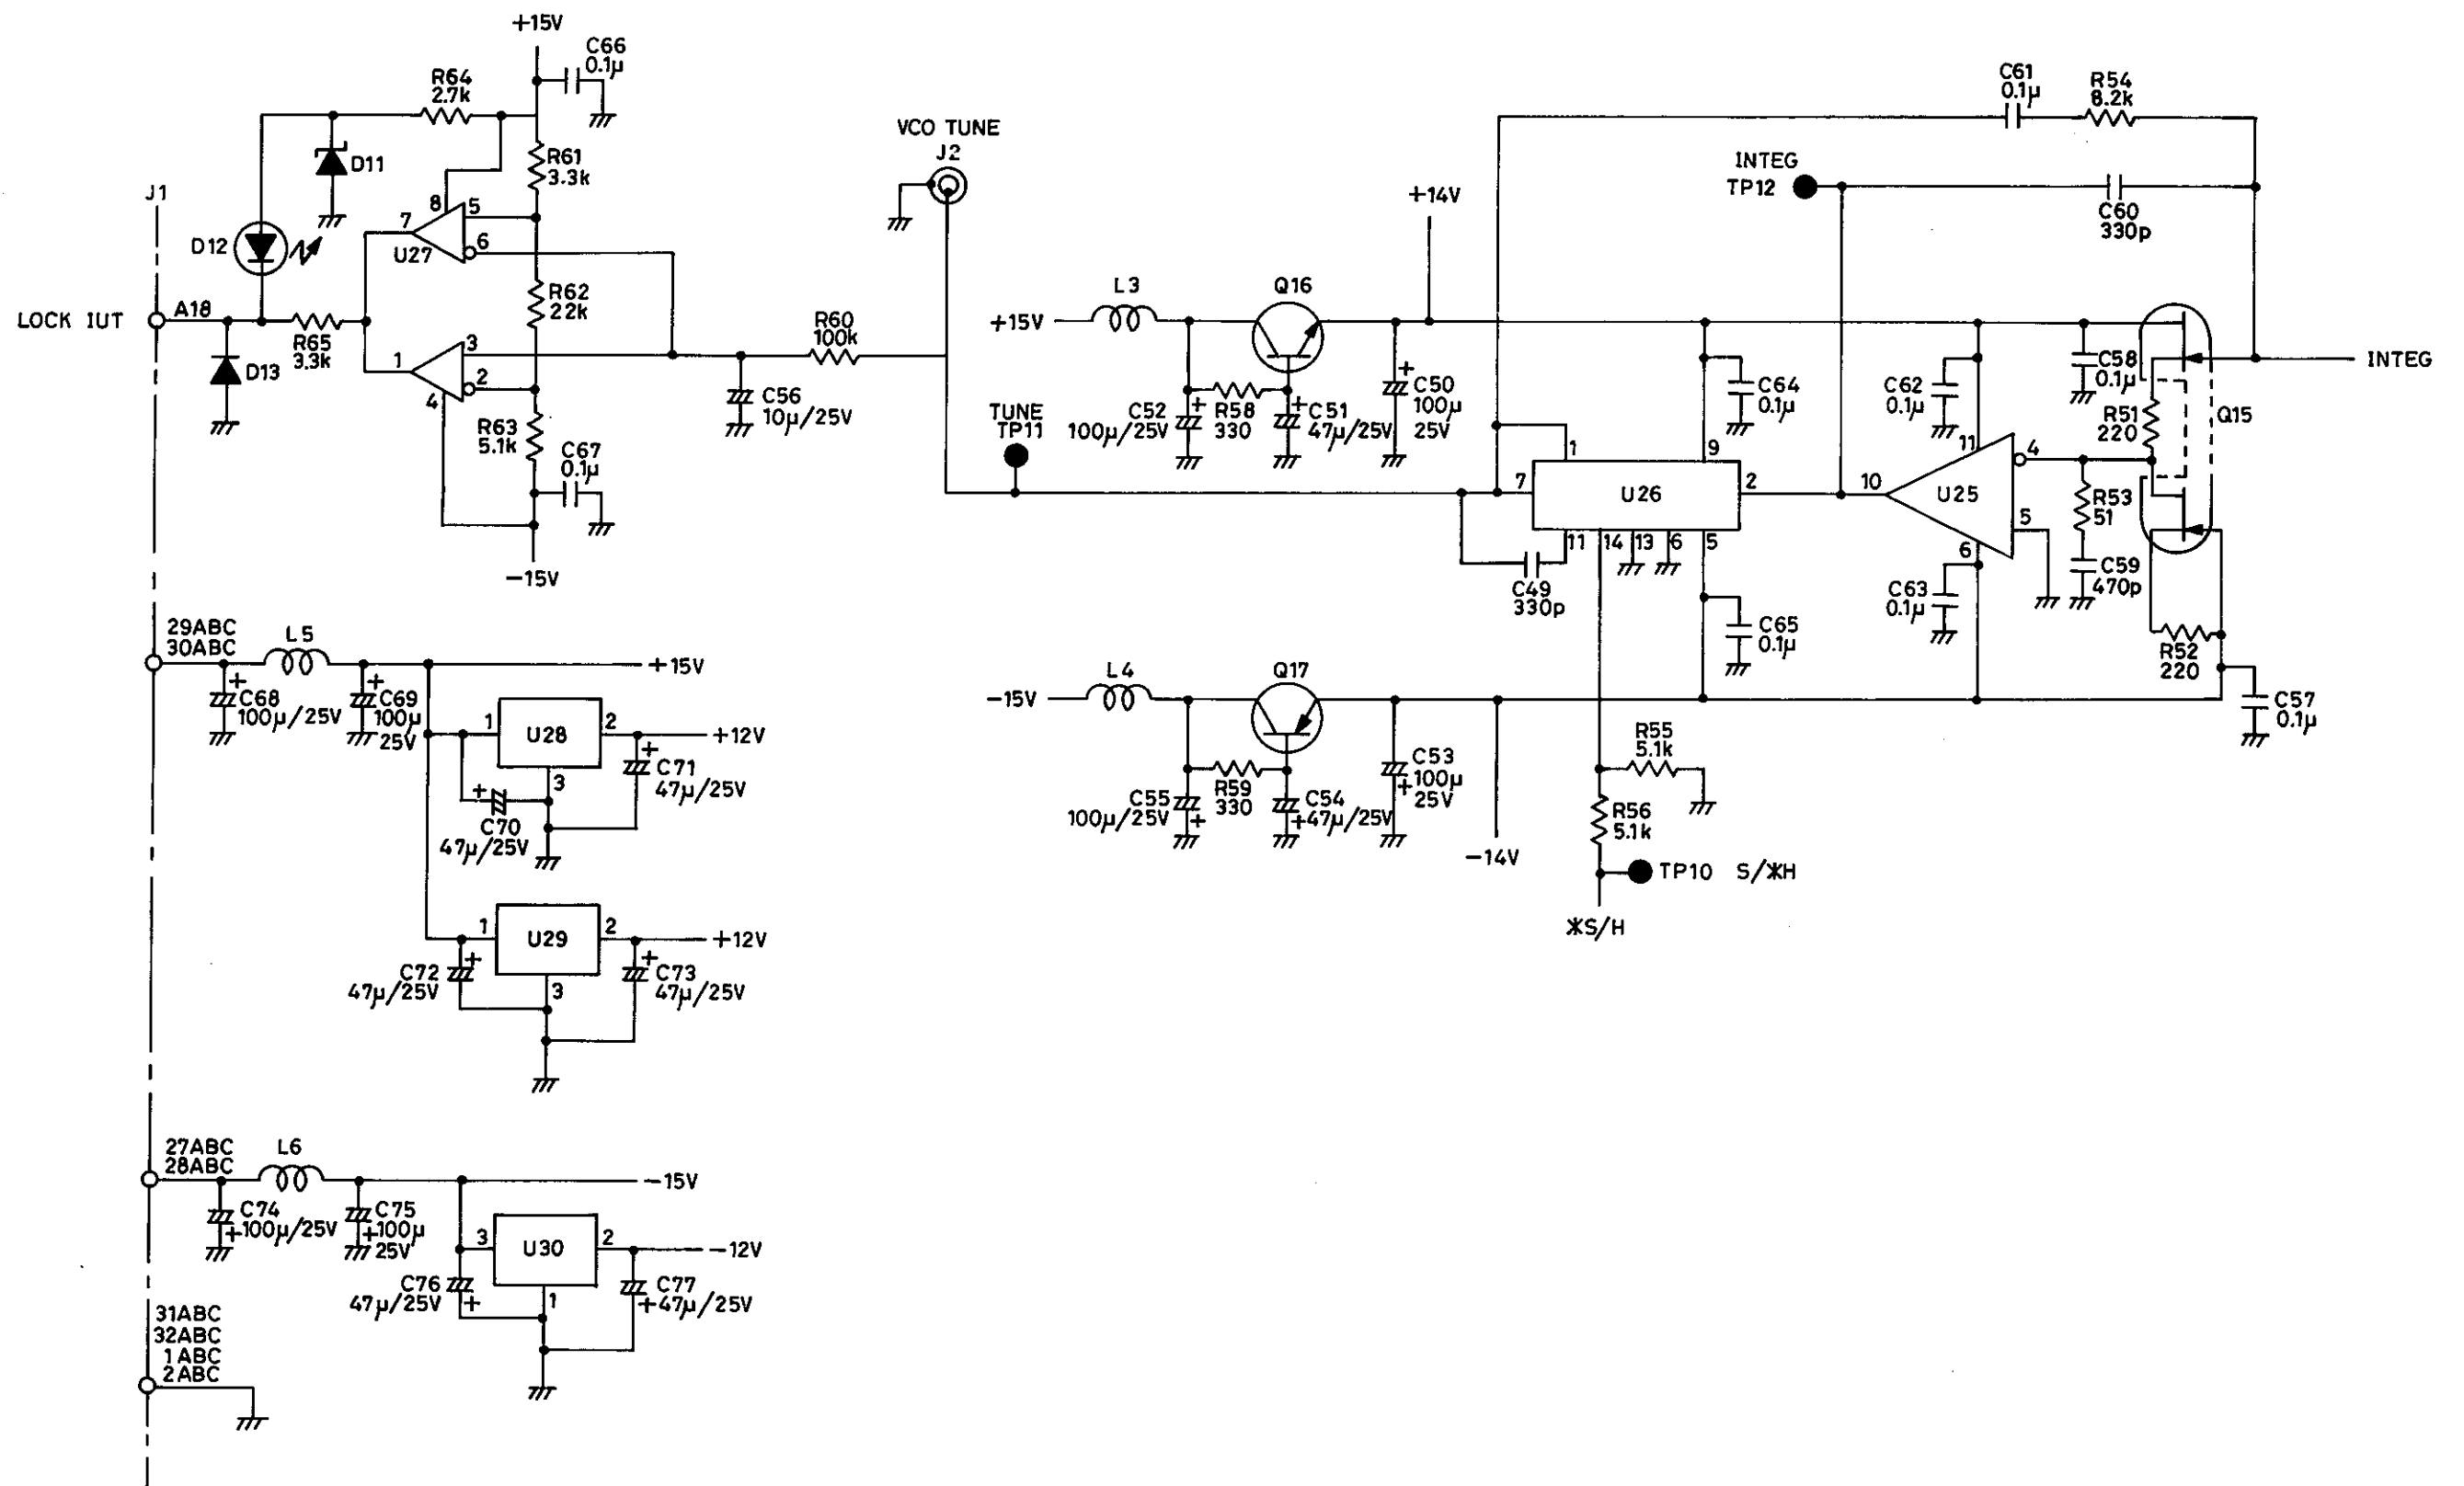 +15V
C66
0.1µ
R64
2.7k
D11
R61
3.3k
J1
8
7
5
6
U27
D12
R62
22k
LOCK IUT
A18
R65
3.3k
D13
1
3
2
4
R63
5.1k
C67
0.1µ
-15V
R60
100k
C56
10µ/25V
VCO TUNE
J2
TUNE
TP11
+15V
L3
Q16
+14V
C52
100µ/25V
+
R58
330
+
C51
47µ/25V
+
C50
100µ
25V
C61
0.1µ
R54
8.2k
INTEG
TP12
C60
330p
INTEG
C64
0.1µ
C62
0.1µ
C58
0.1µ
R51
220
Q15
1
9
7
U26
2
11
14
13
6
5
C49
330p
10
U25
11
4
5
6
R53
51
C59
470p
C63
0.1µ
C65
0.1µ
R52
220
C57
0.1µ
29ABC
30ABC
L5
+15V
+
C68
100µ/25V
+
C69
100µ
25V
1
U28
2
+12V
3
+
C70
47µ/25V
+
C71
47µ/25V
-15V
L4
Q17
C55
100µ/25V
+
R59
330
C54
+47µ/25V
C53
100µ
+
25V
-14V
R55
5.1k
R56
5.1k
TP10 S/*H
*S/H
1
U29
2
+12V
3
C72
47µ/25V
+
+
C73
47µ/25V
27ABC
28ABC
L6
-15V
C74
+100µ/25V
C75
+100µ
25V
3
U30
2
-12V
1
C76
47µ/25V
+
C77
+47µ/25V
31ABC
32ABC
1ABC
2ABC